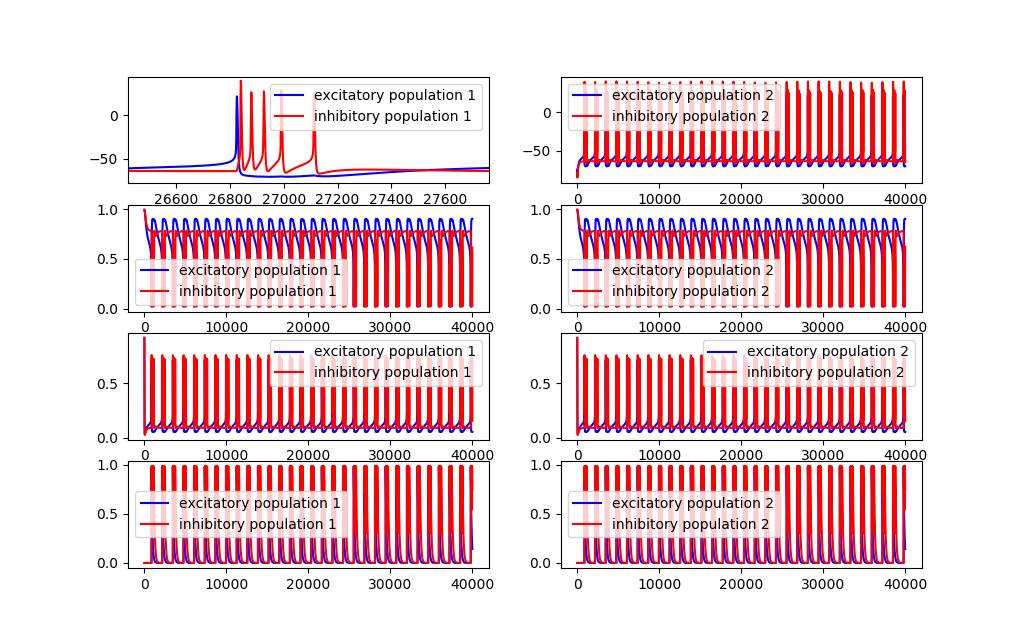 excitatory population 1
inhibitory population 1
0
−50
26600 26800 27000 27200 27400 27600
excitatory population 2
inhibitory population 2
0
−50
0 10000 20000 30000 40000
1.0
0.5
0.0
excitatory population 1
inhibitory population 1
0 10000 20000 30000 40000
1.0
0.5
0.0
excitatory population 2
inhibitory population 2
0 10000 20000 30000 40000
excitatory population 1
inhibitory population 1
0.5
0.0
0 10000 20000 30000 40000
excitatory population 2
inhibitory population 2
0.5
0.0
0 10000 20000 30000 40000
1.0
0.5
0.0
excitatory population 1
inhibitory population 1
0 10000 20000 30000 40000
1.0
0.5
0.0
excitatory population 2
inhibitory population 2
0 10000 20000 30000 40000